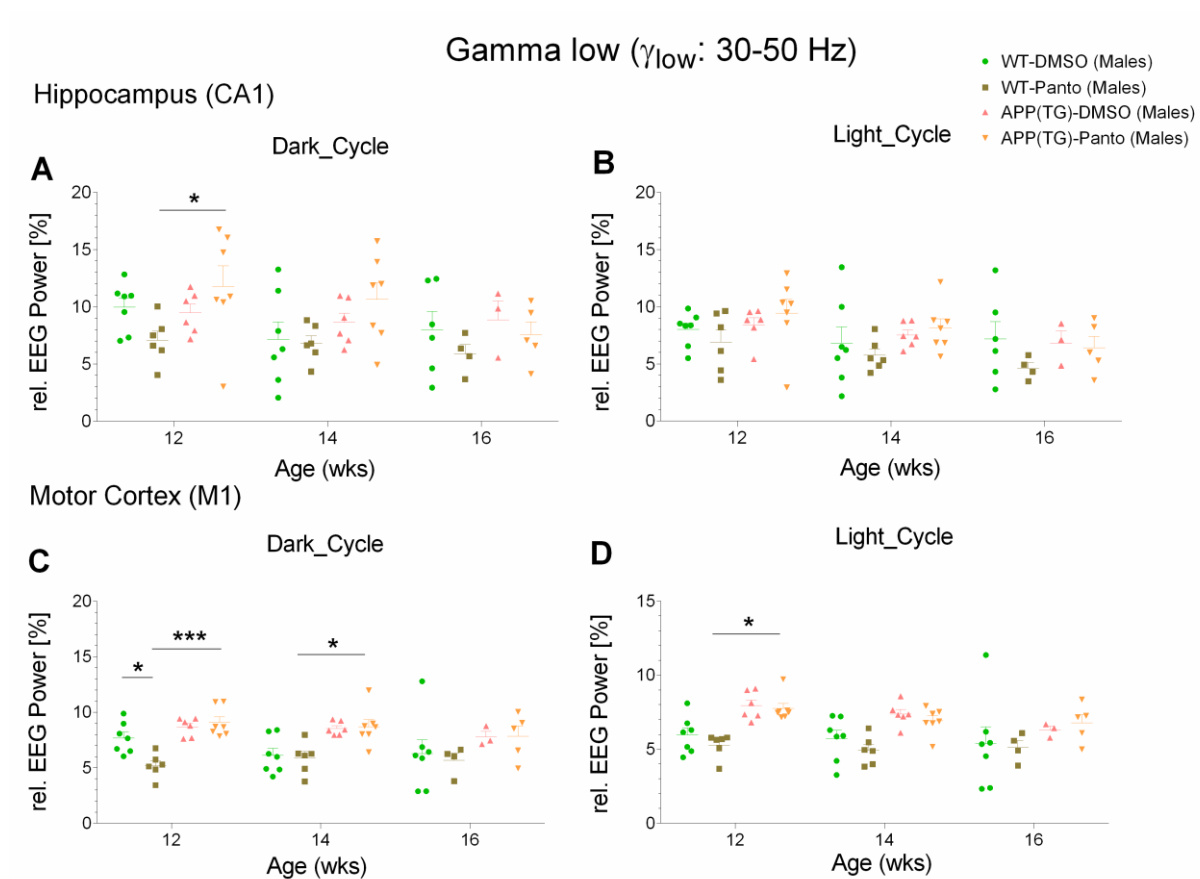 Gamma low (γlow: 30-50 Hz)
WT-DMSO (Males)
WT-Panto (Males)
APP(TG)-DMSO (Males)
APP(TG)-Panto (Males)
Hippocampus (CA1)
A
Dark_Cycle
rel. EEG Power [%]
20
15
10
5
0
*
12
14
16
Age (wks)
B
Light_Cycle
rel. EEG Power [%]
20
15
10
5
0
12
14
16
Age (wks)
Motor Cortex (M1)
C
Dark_Cycle
rel. EEG Power [%]
20
15
10
5
0
*
***
*
12
14
16
Age (wks)
D
Light_Cycle
rel. EEG Power [%]
15
10
5
0
*
12
14
16
Age (wks)